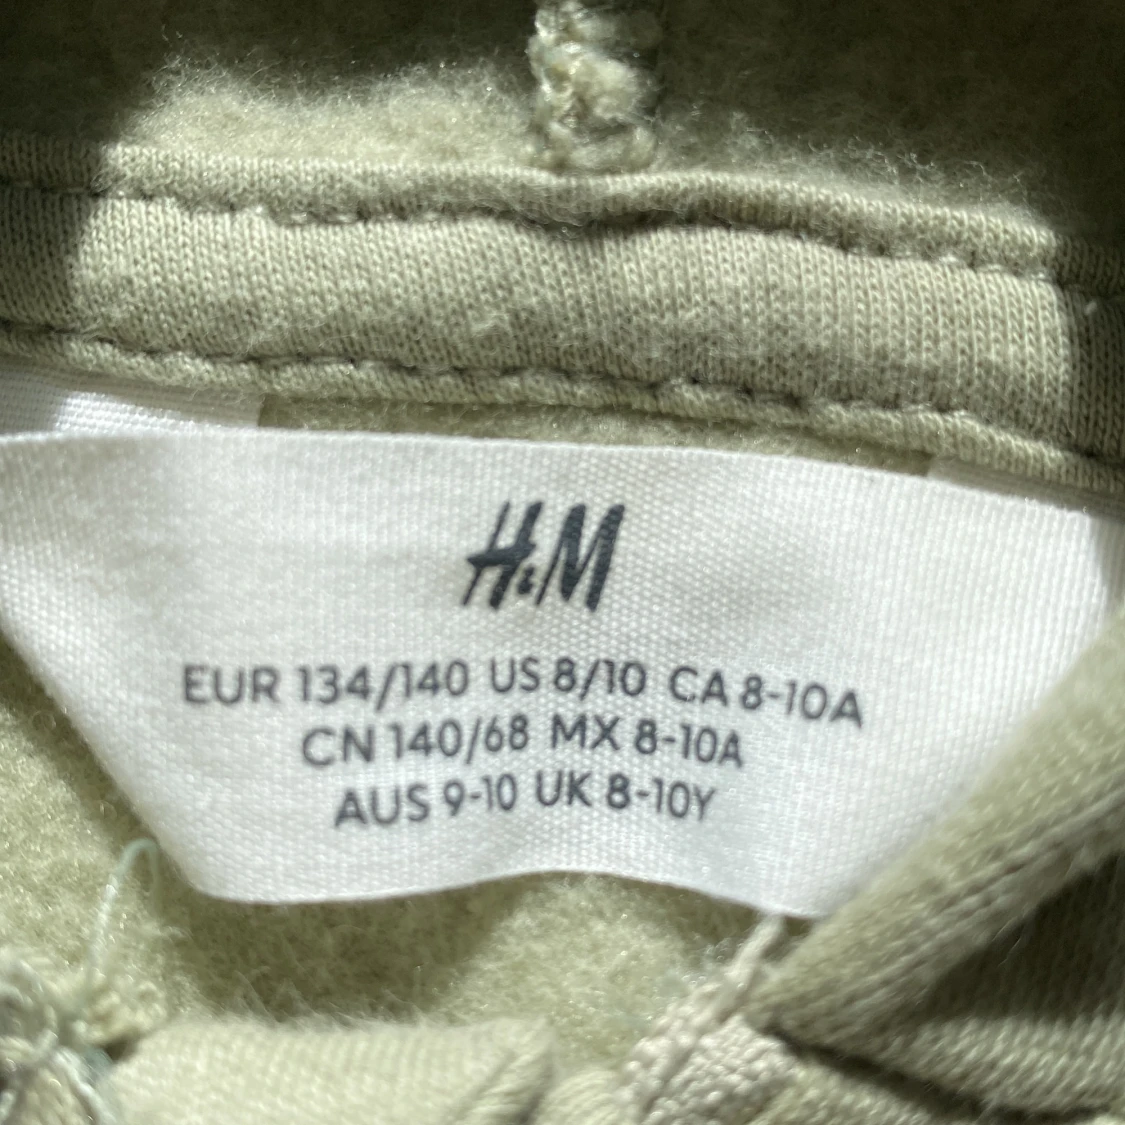 H&M
EUR 134/140 US 8/10 CA 8-10A
CN 140/68 MX 8-10A
AUS 9-10 UK 8-10Y